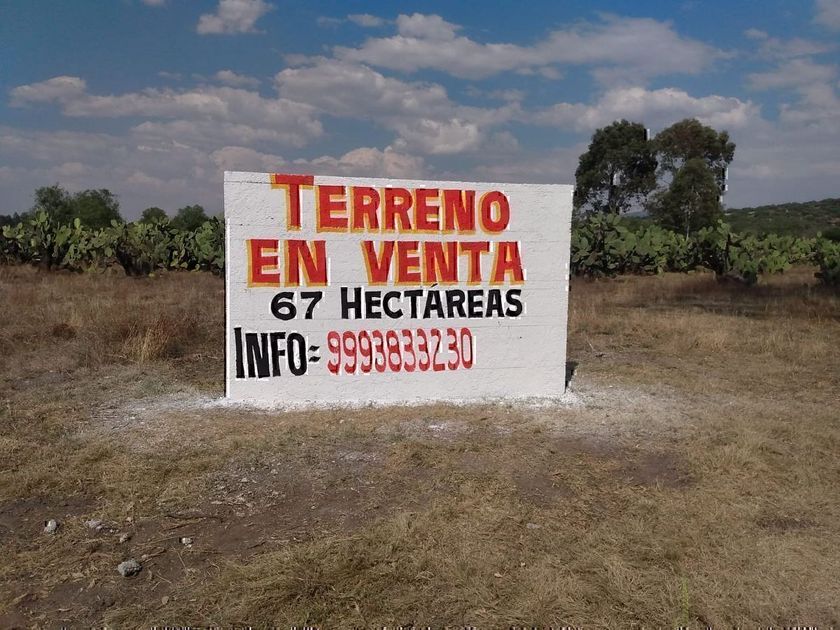 TERRENO
EN VENTA
67 HECTÁREAS
INFO= 9993833230